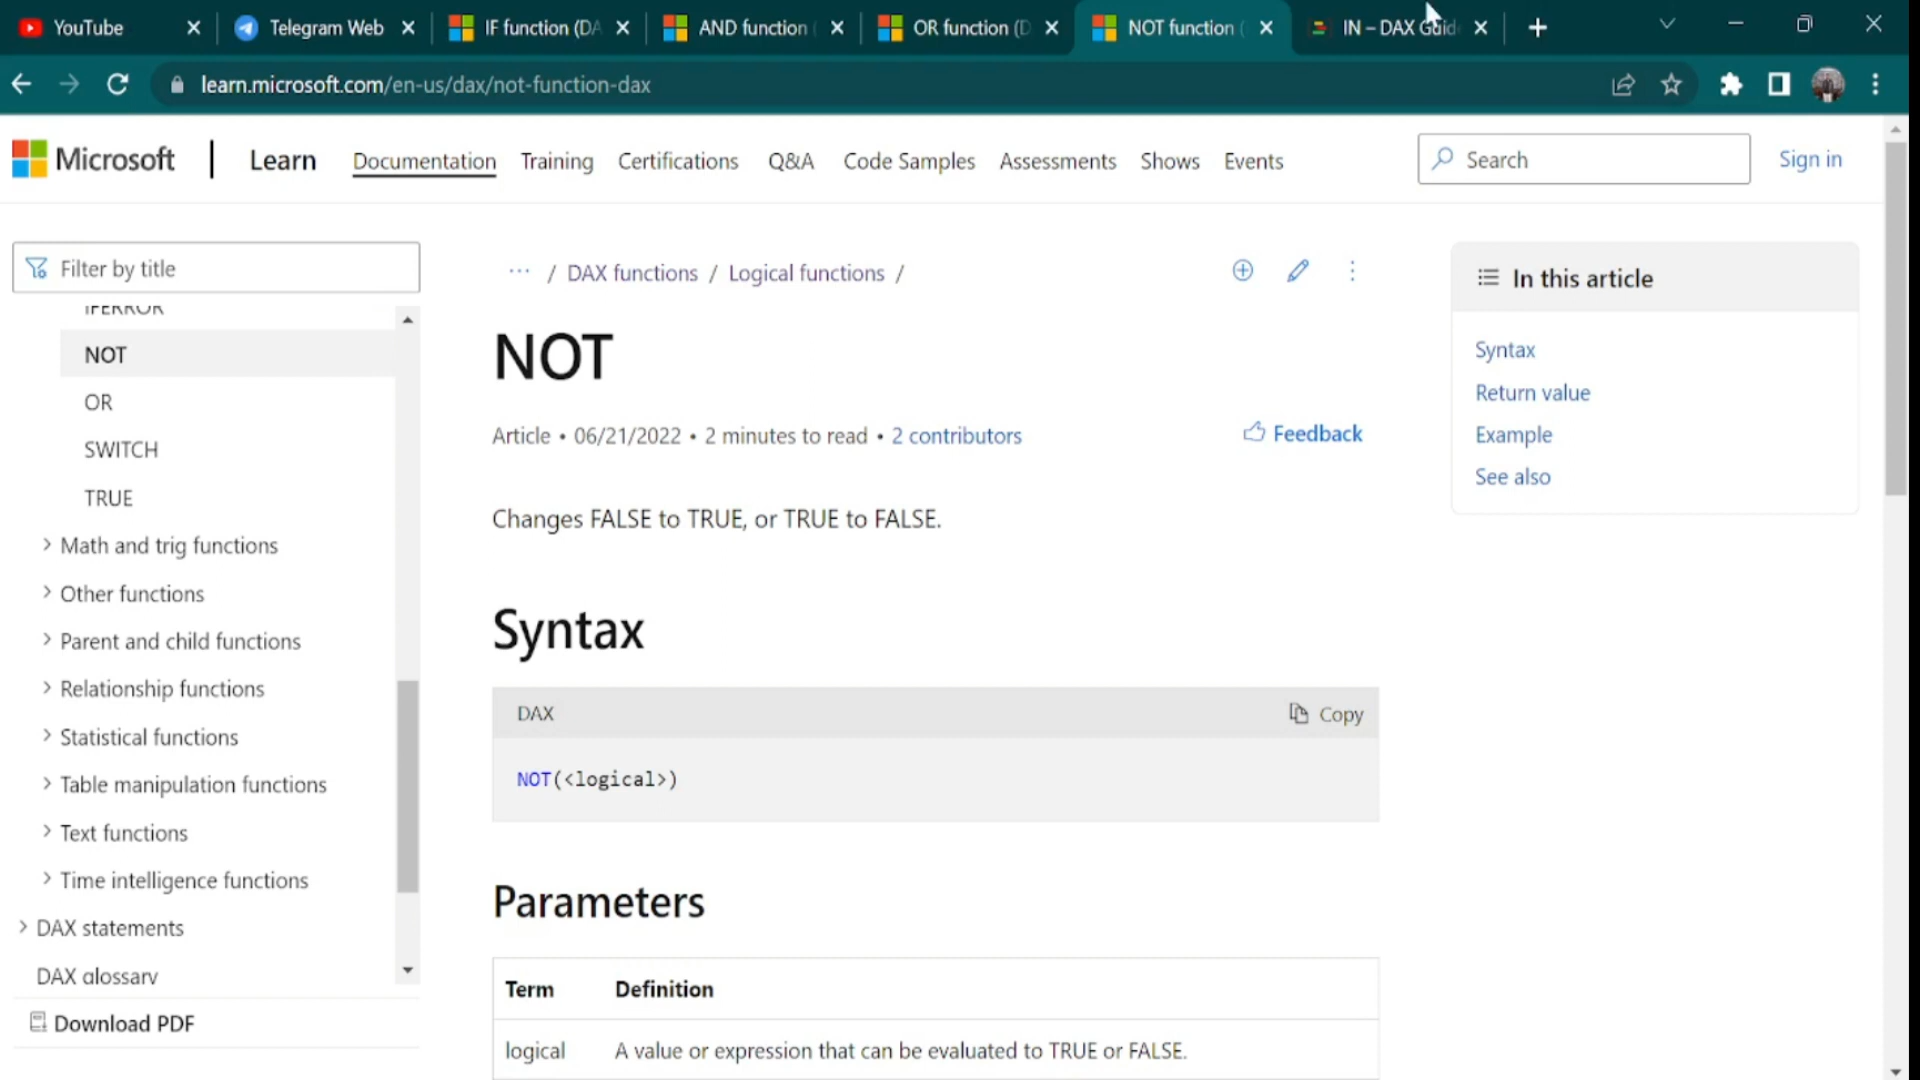 YouTube
Telegram Web
IF function (DA
AND function (
OR function (D
NOT function (
IN – DAX Guide
learn.microsoft.com/en-us/dax/not-function-dax
Microsoft
Learn
Documentation
Training
Certifications
Q&A
Code Samples
Assessments
Shows
Events
Search
Sign in
Filter by title
IFERROR
NOT
OR
SWITCH
TRUE
Math and trig functions
Other functions
Parent and child functions
Relationship functions
Statistical functions
Table manipulation functions
Text functions
Time intelligence functions
DAX statements
DAX glossary
Download PDF
··· / DAX functions / Logical functions /
NOT
Article • 06/21/2022 • 2 minutes to read • 2 contributors
Feedback
Changes FALSE to TRUE, or TRUE to FALSE.
Syntax
DAX
Copy
NOT(<logical>)
Parameters
Term Definition
logical A value or expression that can be evaluated to TRUE or FALSE.
In this article
Syntax
Return value
Example
See also